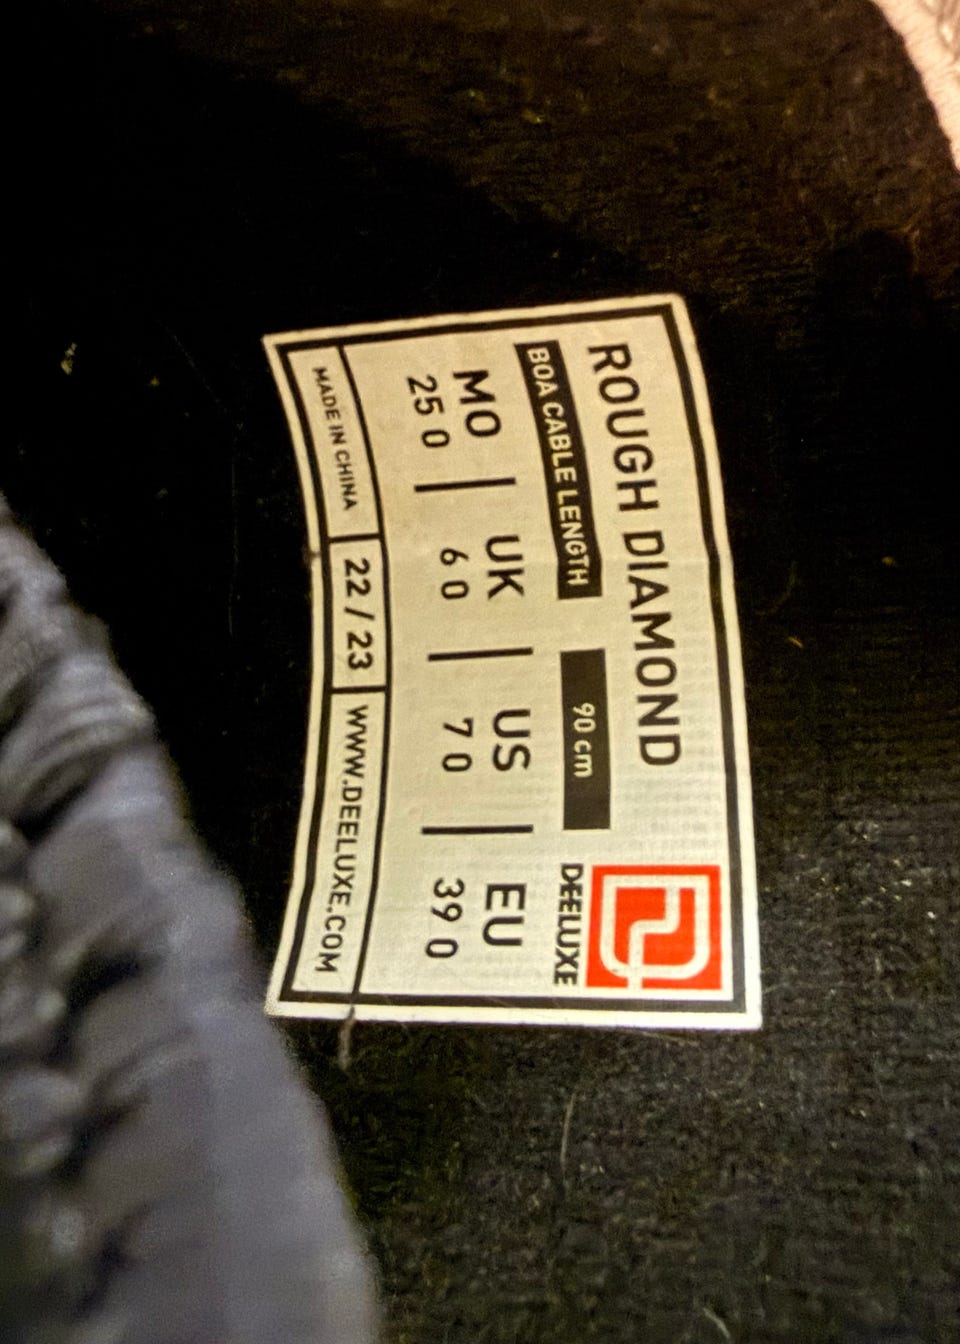 ROUGH DIAMOND
BOA CABLE LENGTH 90 cm
DEELUXE
MO | UK | US | EU
25 0 | 6 0 | 7 0 | 39 0
MADE IN CHINA 22 / 23 WWW.DEELUXE.COM